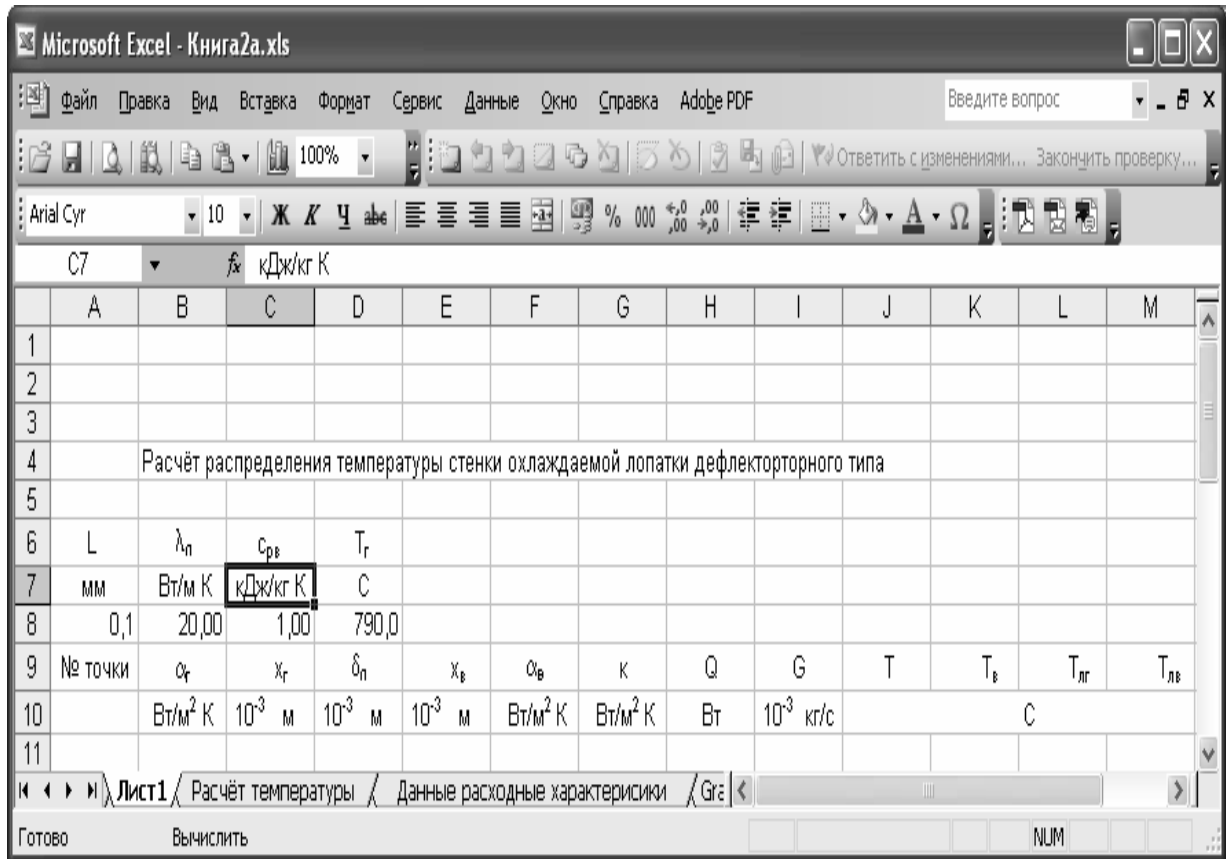 Microsoft Excel - Книга2a.xls
Файл Правка Вид Вставка Формат Сервис Данные Окно Справка Adobe PDF Введите вопрос
100% Ответить с изменениями... Закончить проверку...
Arial Cyr 10 Ж К Ч abc % 000 ,00 A Ω
C7 fx кДж/кг К
A B C D E F G H I J K L M
1
2
3
4 Расчёт распределения температуры стенки охлаждаемой лопатки дефлекторторного типа
5
6 L λл cрв Tг
7 мм Вт/м К кДж/кг К С
8 0,1 20,00 1,00 790,0
9 № точки αг xг δл xв αв к Q G T Tв Tлг Tлв
10 Вт/м² К 10⁻³ м 10⁻³ м 10⁻³ м Вт/м² К Вт/м² К Вт 10⁻³ кг/с С
11
Лист1 / Расчёт температуры / Данные расходные характерисики / Gra
Готово Вычислить NUM